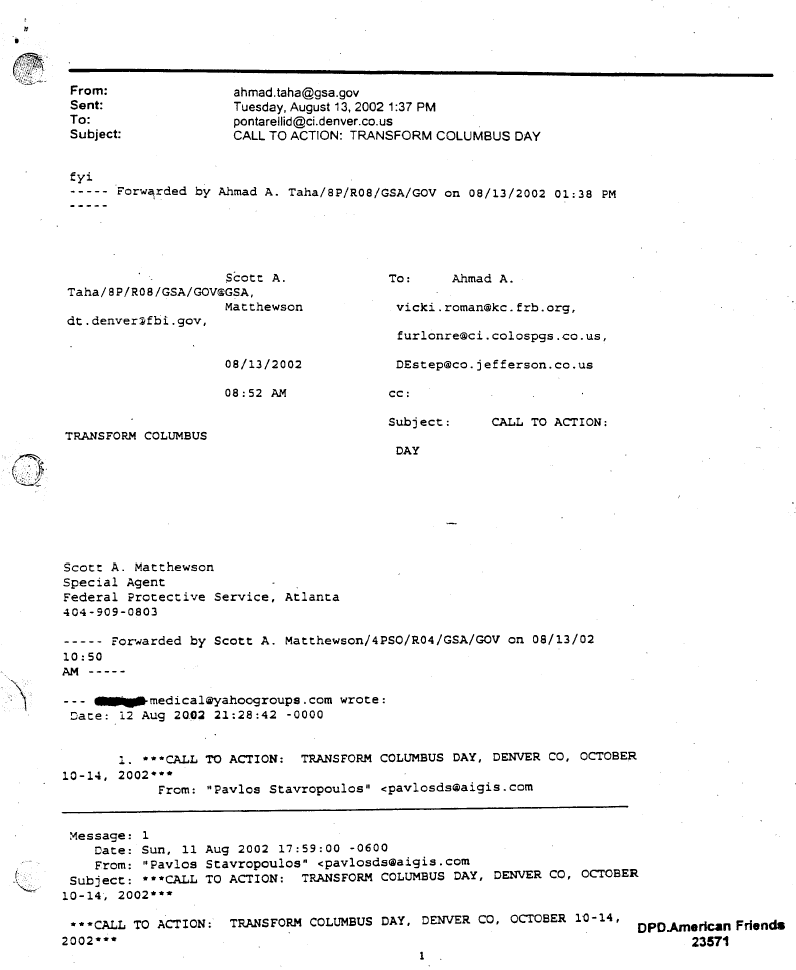 From: ahmad.taha@gsa.gov
Sent: Tuesday, August 13, 2002 1:37 PM
To: pontarellid@ci.denver.co.us
Subject: CALL TO ACTION: TRANSFORM COLUMBUS DAY
fyi
----- Forwarded by Ahmad A. Taha/8P/R08/GSA/GOV on 08/13/2002 01:38 PM
-----
Scott A. To: Ahmad A.
Taha/8P/R08/GSA/GOV@GSA,
Matthewson vicki.roman@kc.frb.org,
dt.denver@fbi.gov,
furlonre@ci.colospgs.co.us,
08/13/2002 DEstep@co.jefferson.co.us
08:52 AM cc:
Subject: CALL TO ACTION:
TRANSFORM COLUMBUS
DAY
Scott A. Matthewson
Special Agent
Federal Protective Service, Atlanta
404-909-0803
----- Forwarded by Scott A. Matthewson/4PSO/R04/GSA/GOV on 08/13/02
10:50
AM -----
--- -medical@yahoogroups.com wrote:
Date: 12 Aug 2002 21:28:42 -0000
1. ***CALL TO ACTION: TRANSFORM COLUMBUS DAY, DENVER CO, OCTOBER
10-14, 2002***
From: "Pavlos Stavropoulos" <pavlosds@aigis.com
Message: 1
Date: Sun, 11 Aug 2002 17:59:00 -0600
From: "Pavlos Stavropoulos" <pavlosds@aigis.com
Subject: ***CALL TO ACTION: TRANSFORM COLUMBUS DAY, DENVER CO, OCTOBER
10-14, 2002***
***CALL TO ACTION: TRANSFORM COLUMBUS DAY, DENVER CO, OCTOBER 10-14,
2002***
DPD.American Friends
23571
1